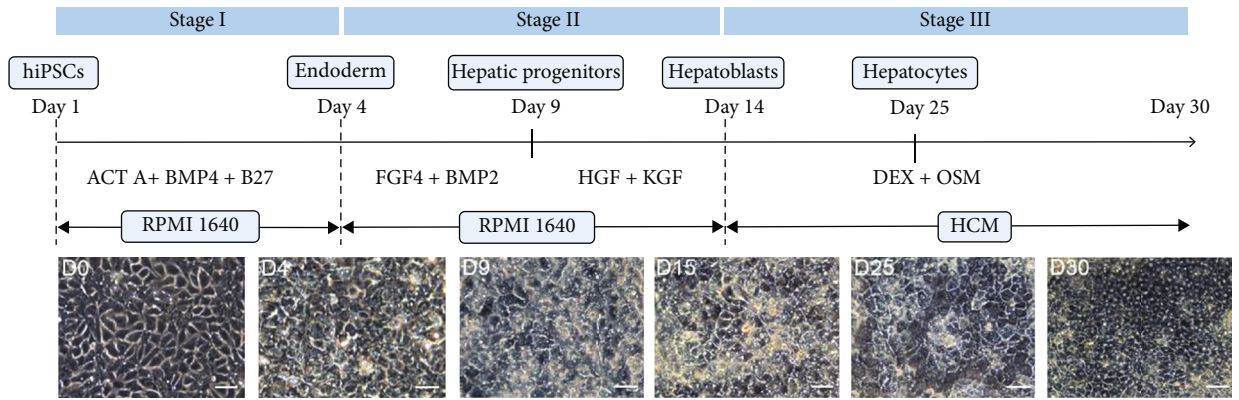 Stage I Stage II Stage III
hiPSCs Endoderm Hepatic progenitors Hepatoblasts Hepatocytes
Day 1 Day 4 Day 9 Day 14 Day 25 Day 30
ACT A+ BMP4 + B27 FGF4 + BMP2 HGF + KGF DEX + OSM
RPMI 1640 RPMI 1640 HCM
D0 D4 D9 D15 D25 D30